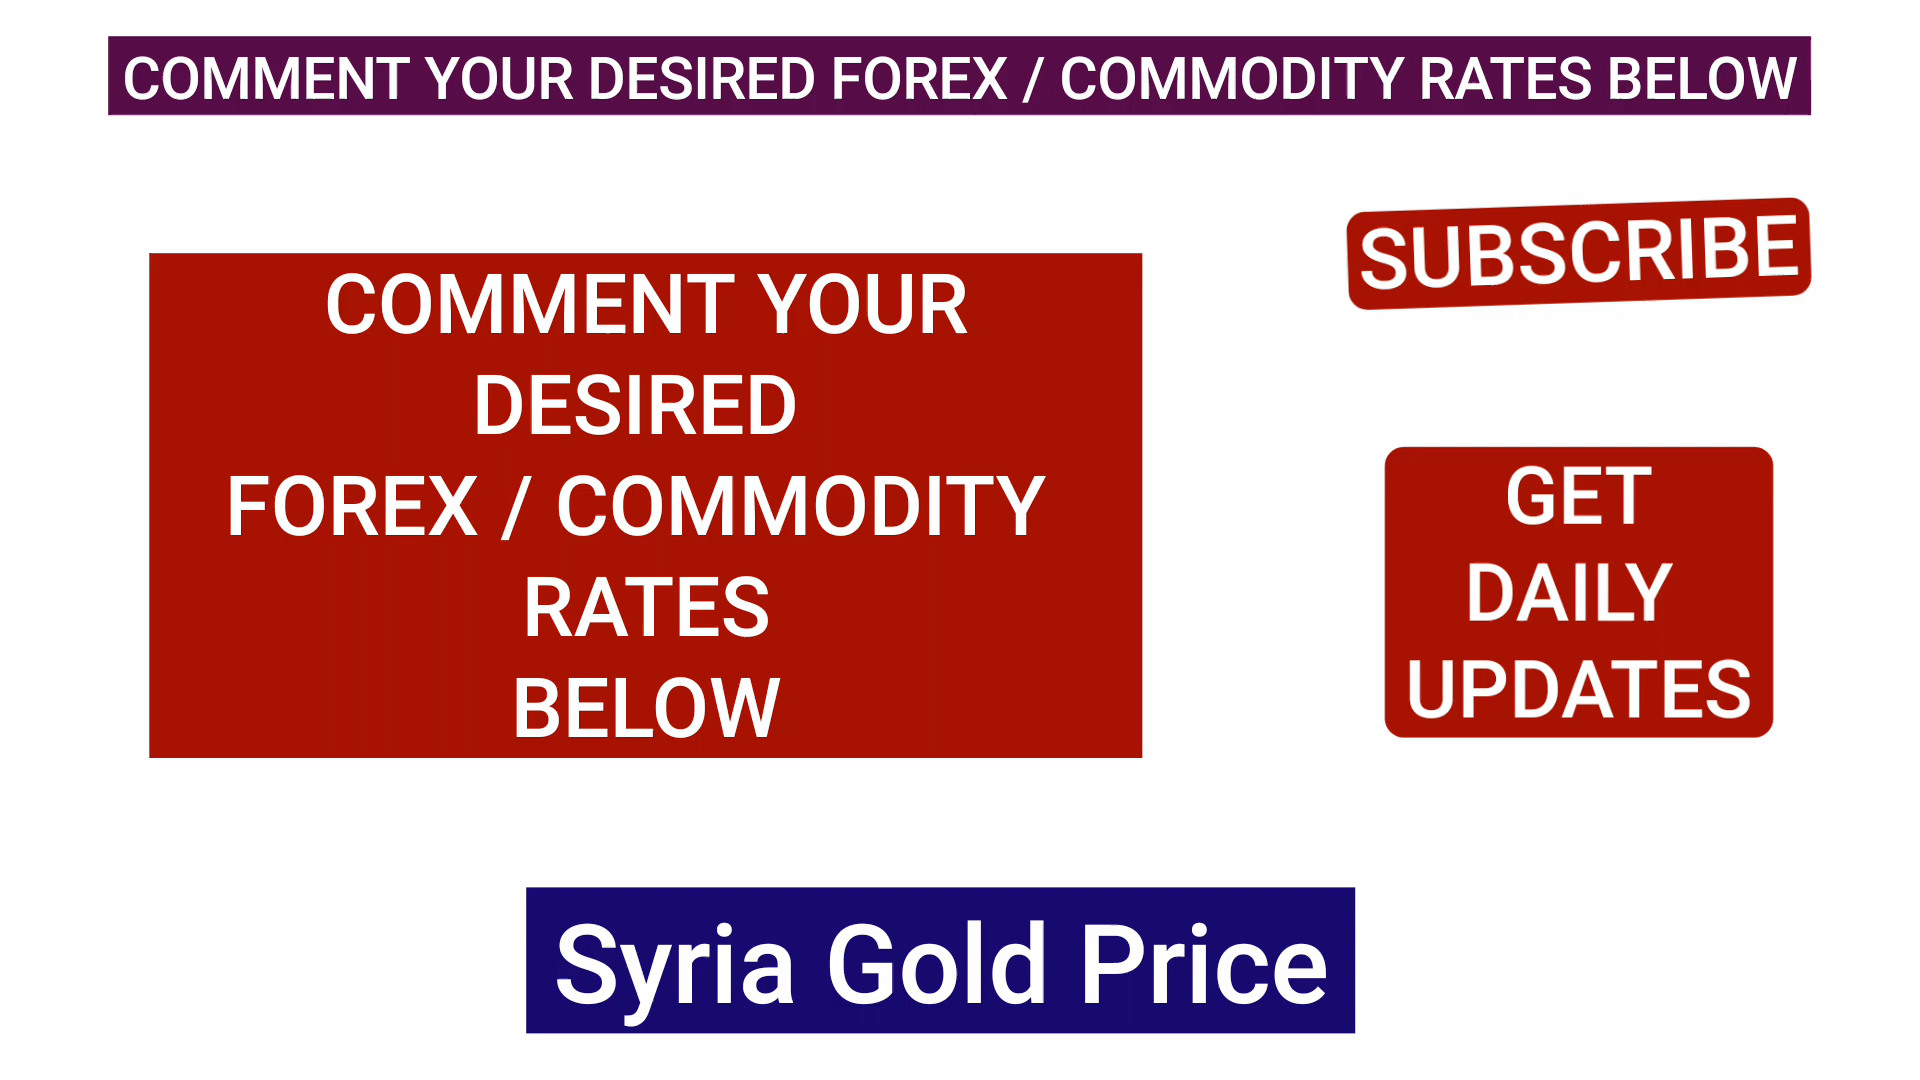 COMMENT YOUR DESIRED FOREX / COMMODITY RATES BELOW
SUBSCRIBE
COMMENT YOUR
DESIRED
FOREX / COMMODITY
RATES
BELOW
GET
DAILY
UPDATES
Syria Gold Price